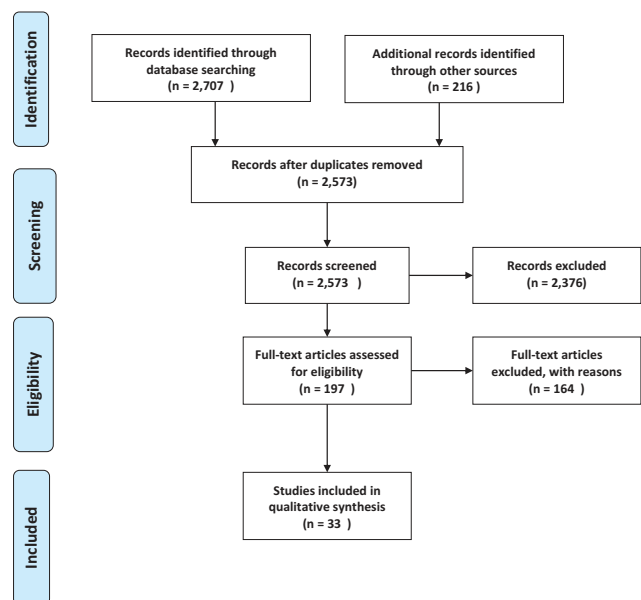 Identification
Records identified through
database searching
(n = 2,707 )
Additional records identified
through other sources
(n = 216 )
Records after duplicates removed
(n = 2,573)
Screening
Records screened
(n = 2,573 )
Records excluded
(n = 2,376)
Eligibility
Full-text articles assessed
for eligibility
(n = 197 )
Full-text articles
excluded, with reasons
(n = 164 )
Included
Studies included in
qualitative synthesis
(n = 33 )